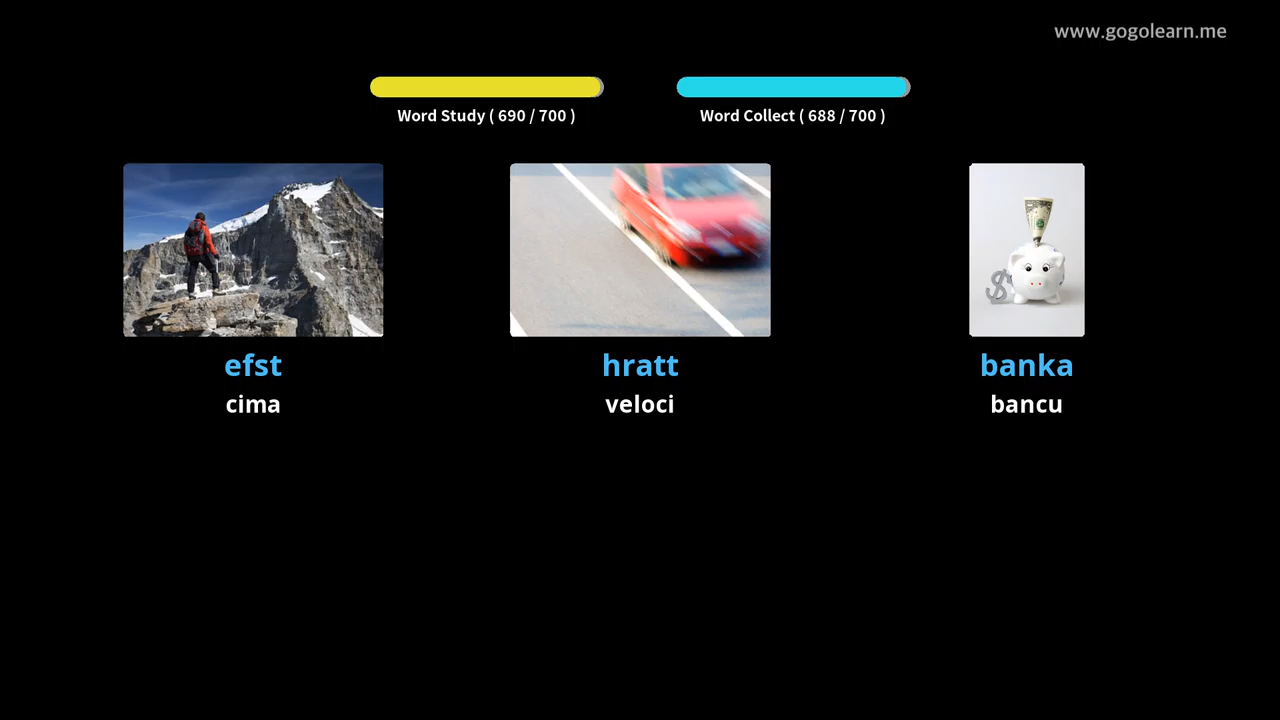 www.gogolearn.me
Word Study ( 690 / 700 )
Word Collect ( 688 / 700 )
efst
hratt
banka
cima
veloci
bancu